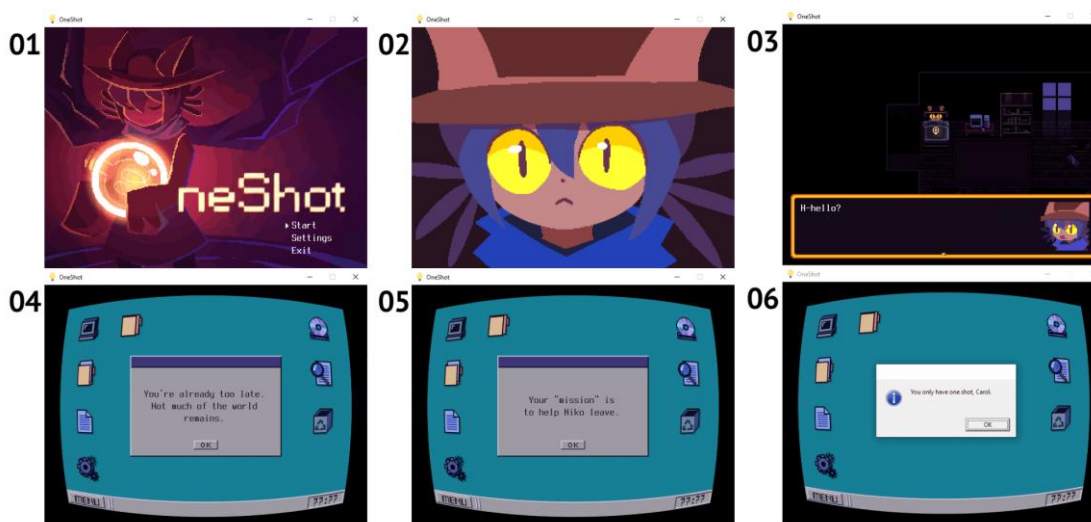 OneShot
01
neShot
Start
Settings
Exit
OneShot
02
OneShot
03
H-hello?
OneShot
04
You're already too late.
Not much of the world
remains.
OK
MENU
??:??
OneShot
05
Your "mission" is
to help Niko leave.
OK
MENU
??:??
OneShot
06
You only have one shot, Carol.
OK
MENU
??:??